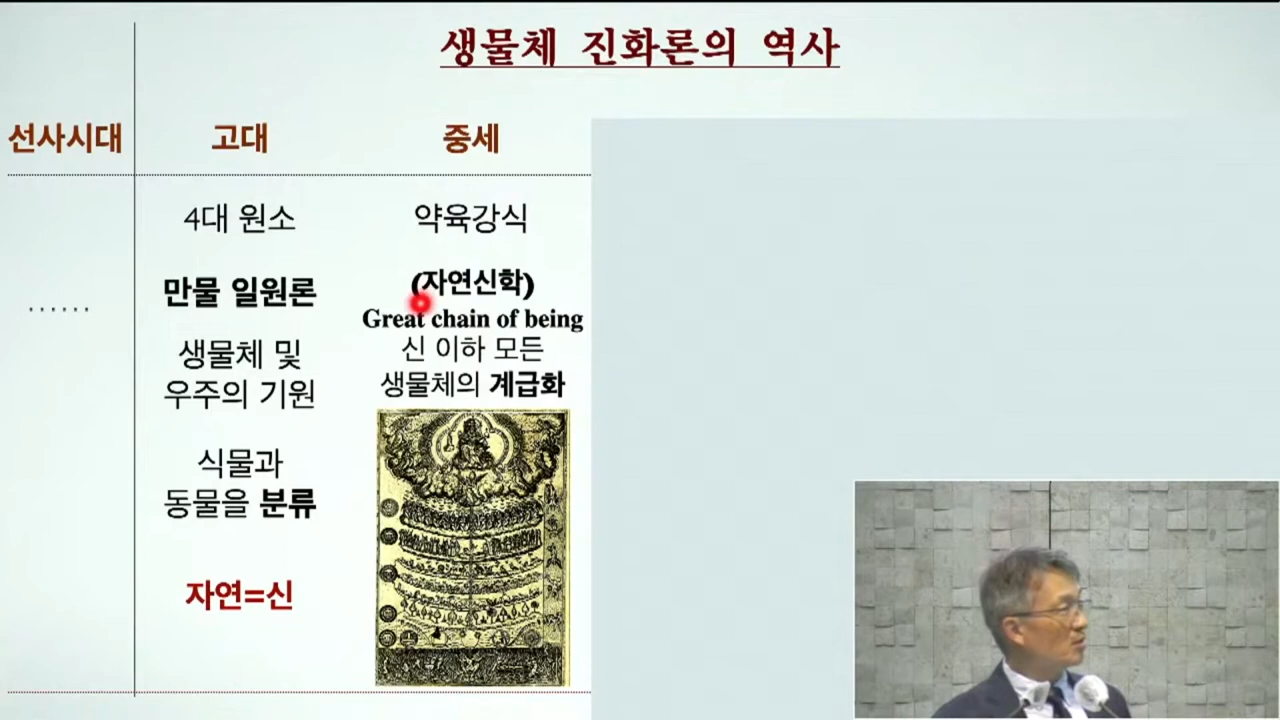 생물체 진화론의 역사
선사시대
고대
중세
......
4대 원소
만물 일원론
생물체 및
우주의 기원
식물과
동물을 분류
자연=신
약육강식
(자연신학)
Great chain of being
신 이하 모든
생물체의 계급화